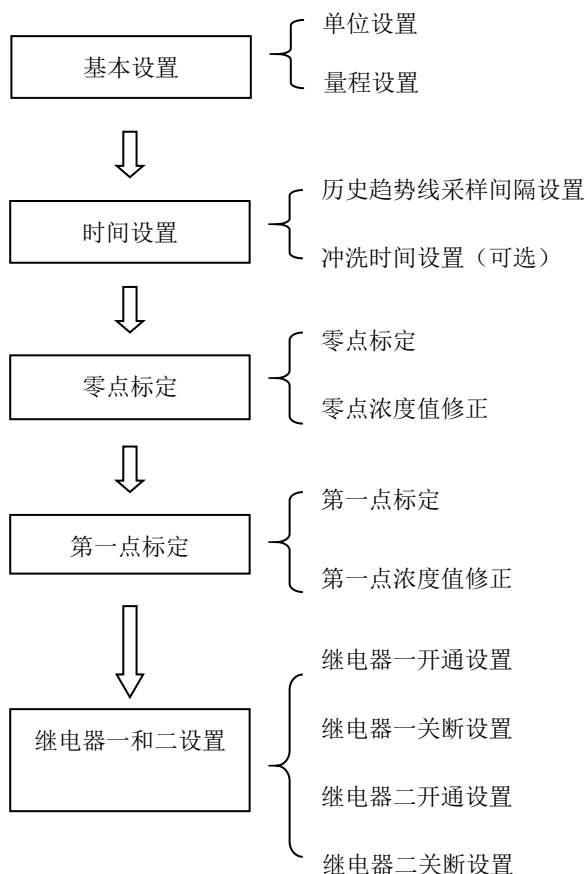 基本设置
单位设置
量程设置
时间设置
历史趋势线采样间隔设置
冲洗时间设置（可选）
零点标定
零点标定
零点浓度值修正
第一点标定
第一点标定
第一点浓度值修正
继电器一和二设置
继电器一开通设置
继电器一关断设置
继电器二开通设置
继电器二关断设置